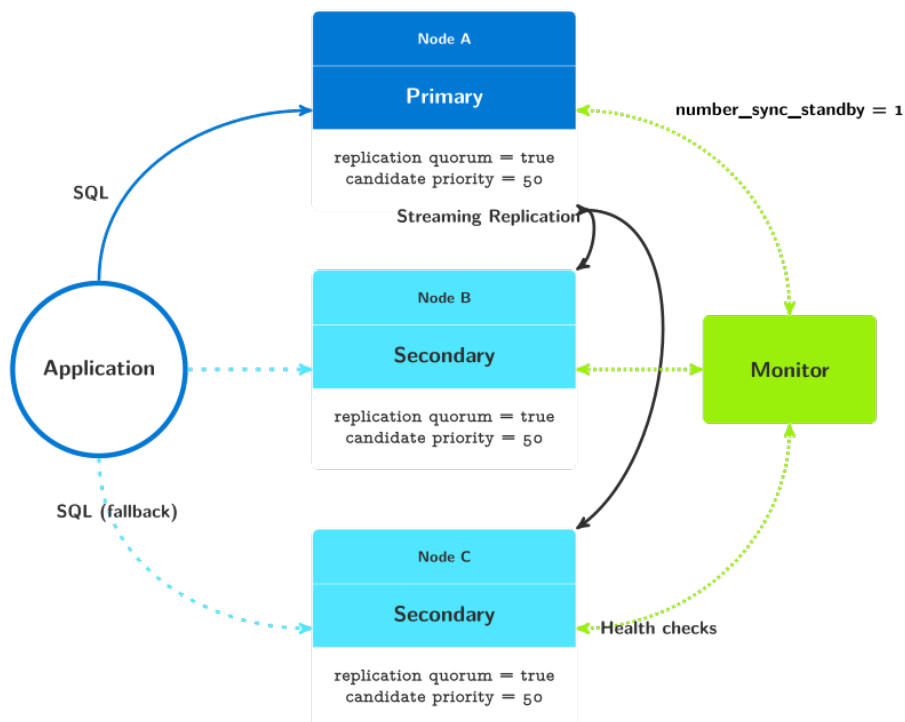 Node A
Primary
number_sync_standby = 1
replication quorum = true
candidate priority = 50
SQL
Streaming Replication
Node B
Application
Secondary
Monitor
replication quorum = true
candidate priority = 50
SQL (fallback)
Node C
Secondary
Health checks
replication quorum = true
candidate priority = 50